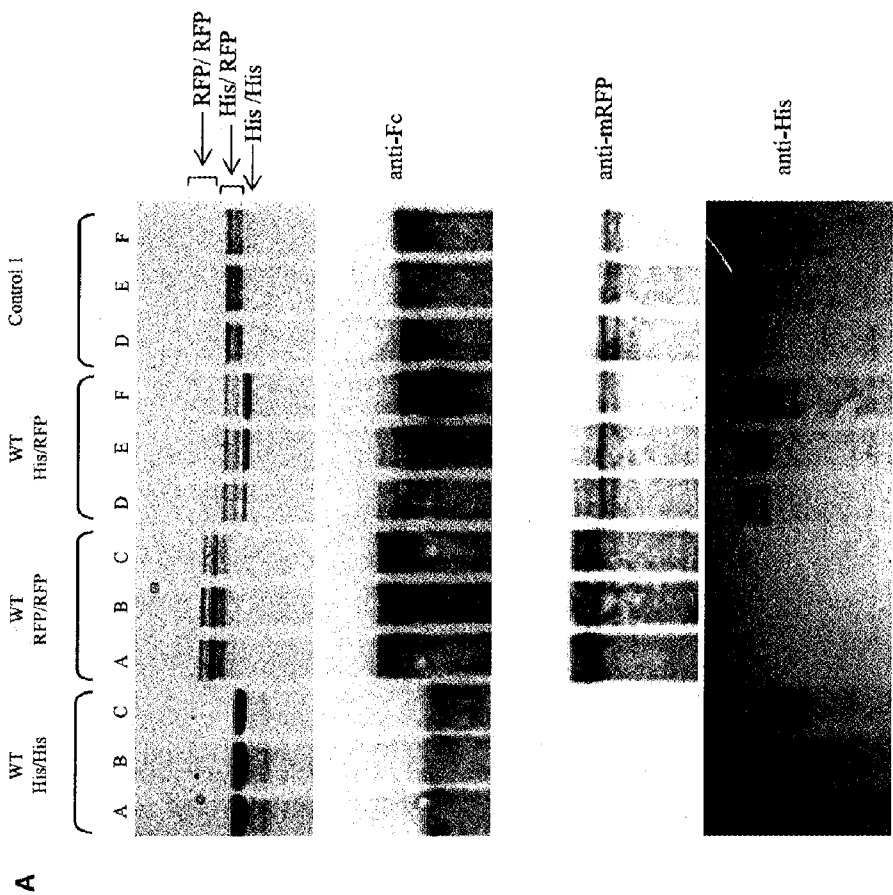 A
WT
His/His
WT
RFP/RFP
WT
His/RFP
Control 1
A B C A B C D E F D E F
RFP/ RFP
His/ RFP
His /His
anti-Fc
anti-mRFP
anti-His